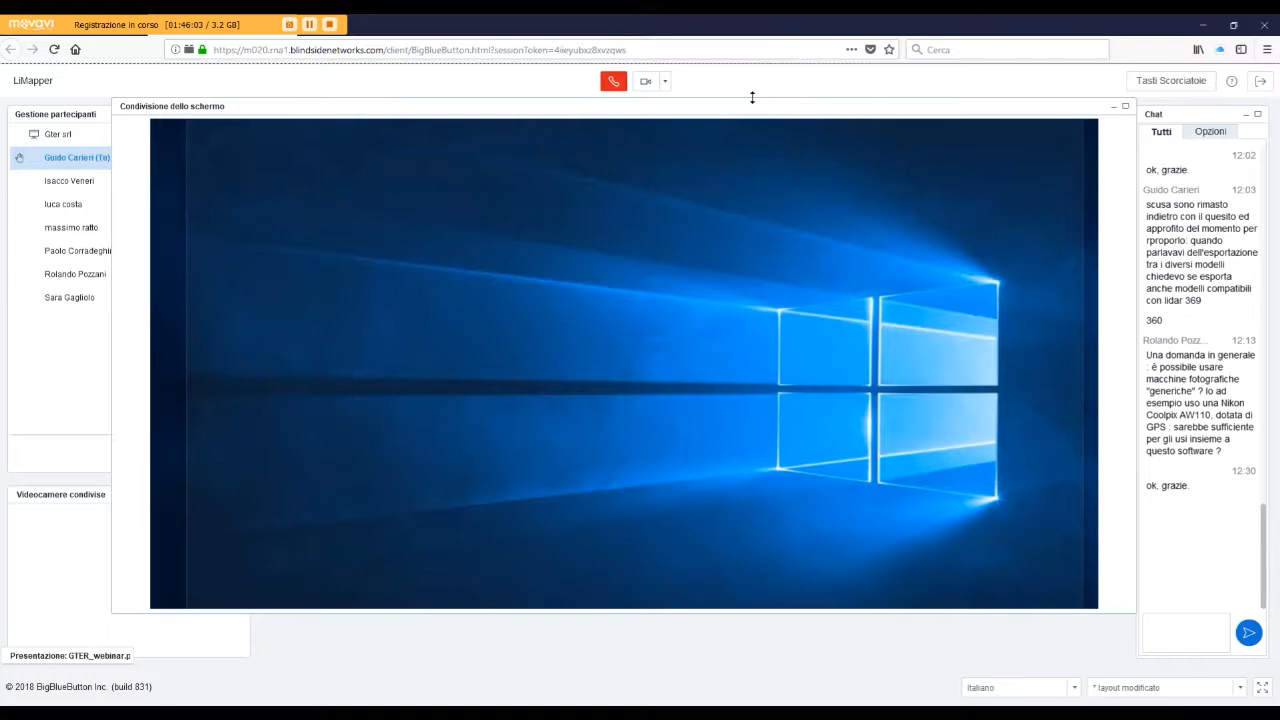 movavi
Registrazione in corso [01:46:03 / 3.2 GB]
https://m020.rna1.blindsidenetworks.com/client/BigBlueButton.html?sessionToken=4iieyubxz8xvzqws
Cerca
LiMapper
Tasti Scorciatoie
Condivisione dello schermo
Gestione partecipanti
Gter srl
Guido Carieri (Tu)
Isacco Veneri
luca costa
massimo ratto
Paolo Corradeghi
Rolando Pozzani
Sara Gagliolo
Videocamere condivise
Presentazione: GTER_webinar.p
Chat
Tutti
Opzioni
12:02
ok, grazie.
Guido Carieri 12:03
scusa sono rimasto
indietro con il quesito ed
approfito del momento per
rproporlo: quando
parlavavi dell'esportazione
tra i diversi modelli
chiedevo se esporta
anche modelli compatibili
con lidar 369
360
Rolando Pozz... 12:13
Una domanda in generale
: è possibile usare
macchine fotografiche
"generiche" ? Io ad
esempio uso una Nikon
Coolpix AW110, dotata di
GPS : sarebbe sufficiente
per gli usi insieme a
questo software ?
12:30
ok, grazie.
© 2018 BigBlueButton Inc. (build 831)
Italiano
* layout modificato